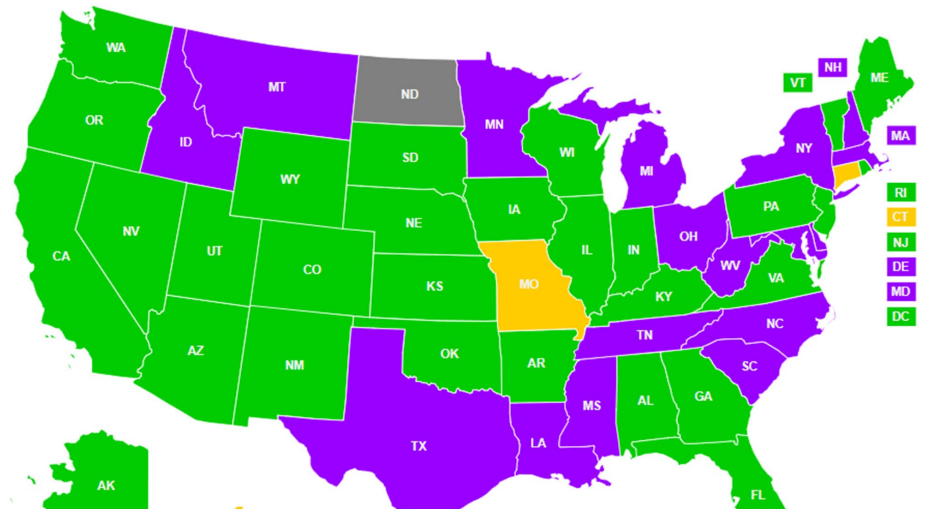 WA
MT
ND
MN
VT
NH
ME
OR
ID
SD
WI
MI
NY
MA
WY
NE
IA
PA
RI
CT
NV
UT
CO
IL
IN
OH
NJ
CA
KS
MO
WV
VA
DE
KY
MD
AZ
NM
OK
AR
TN
NC
DC
SC
MS
AL
GA
TX
LA
AK
FL